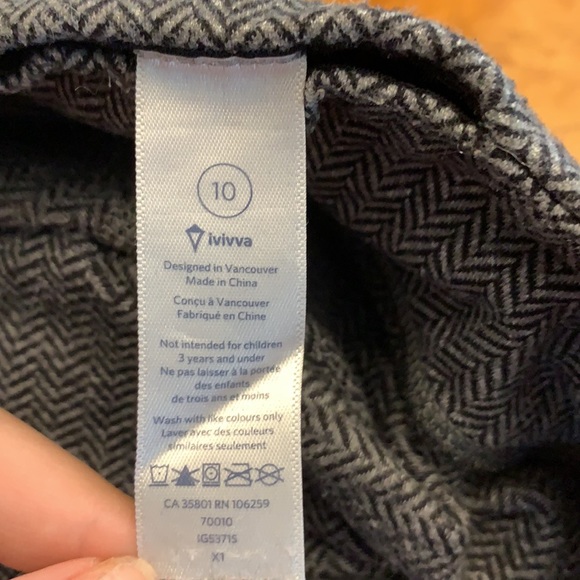 10
ivivva
Designed in Vancouver
Made in China
Conçu à Vancouver
Fabriqué en Chine
Not intended for children
3 years and under
Ne pas laisser à la portée
des enfants
de trois ans et moins
Wash with like colours only
Laver avec des couleurs
similaires seulement
CA 35801 RN 106259
70010
IG53715
X1